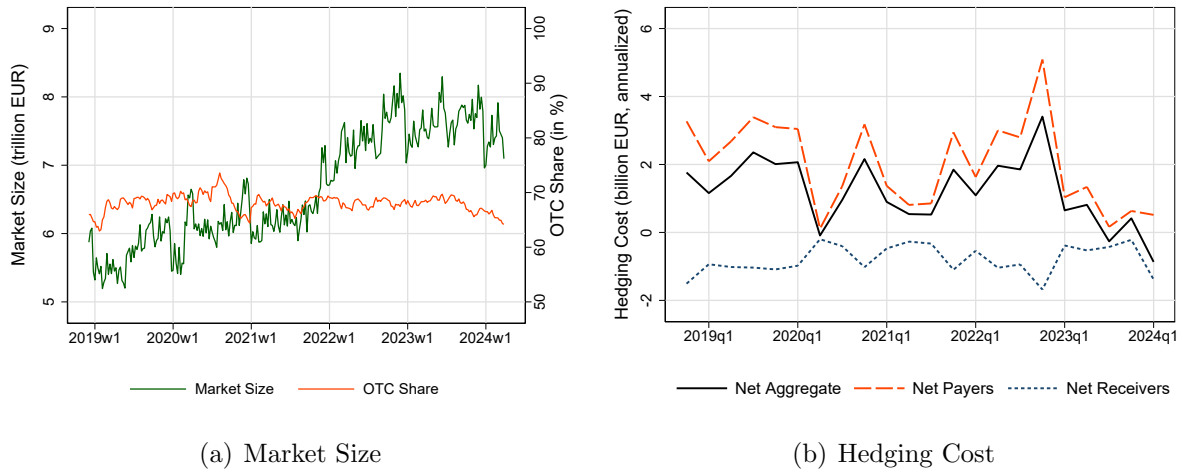 Market Size (trillion EUR)
9
8
7
6
5
OTC Share (in %)
100
90
80
70
60
50
2019w1 2020w1 2021w1 2022w1 2023w1 2024w1
Market Size OTC Share
(a) Market Size
Hedging Cost (billion EUR, annualized)
6
4
2
0
-2
2019q1 2020q1 2021q1 2022q1 2023q1 2024q1
Net Aggregate Net Payers Net Receivers
(b) Hedging Cost